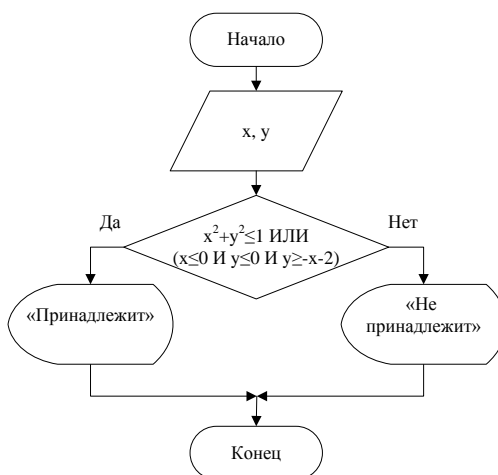 Начало
x, y
Да
Нет
x²+y²≤1 ИЛИ
(x≤0 И y≤0 И y≥-x-2)
«Принадлежит»
«Не
принадлежит»
Конец